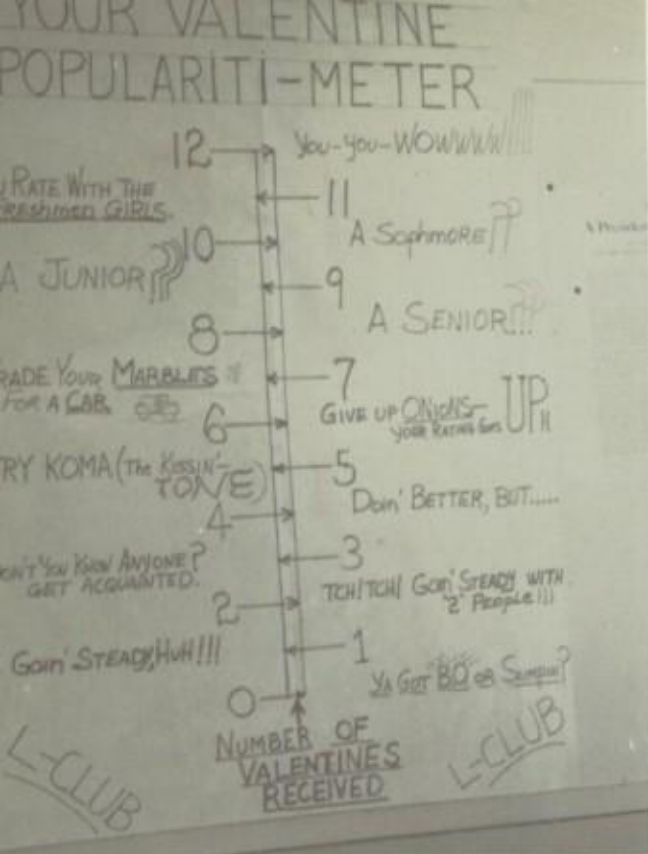 YOUR VALENTINE
POPULARITI-METER
12 You-you-WOWWWW!!!!
RATE WITH THE
FRESHMEN GIRLS.
11
10 A SOPHMORE??
A JUNIOR???
9
8 A SENIOR!!!
RADE YOUR MARBLES
FOR A CAR.
7
6 GIVE UP ONIONS-
YOUR RATING GOES UP!!
RY KOMA (THE KISSIN'-
TONE)
5
4 DOIN' BETTER, BUT.....
ON'T YOU KNOW ANYONE?
GET ACQUAINTED.
3
2 TCH! TCH! GOIN' STEADY WITH
"2" PEOPLE!!!
GOIN' STEADY, HUH!!!
1
0 YA GOT "BO" OR SUMPIN?
NUMBER OF
VALENTINES
RECEIVED
L-CLUB
L-CLUB